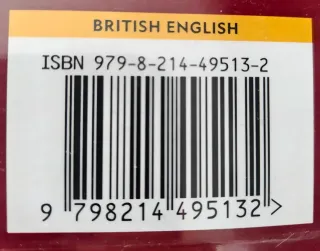 BRITISH ENGLISH
ISBN 979-8-214-49513-2
9 798214 495132 >